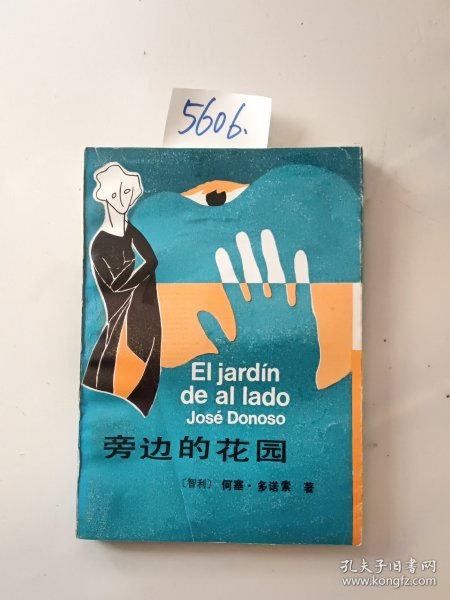 5606.
El jardín
de al lado
José Donoso
旁边的花园
〔智利〕 何塞·多诺索 著
孔夫子旧书网
www.kongfz.com